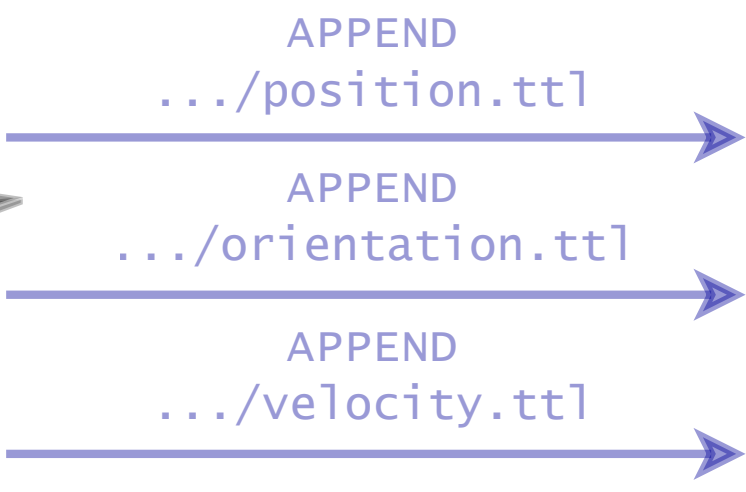 APPEND
.../position.ttl
APPEND
.../orientation.ttl
APPEND
.../velocity.ttl